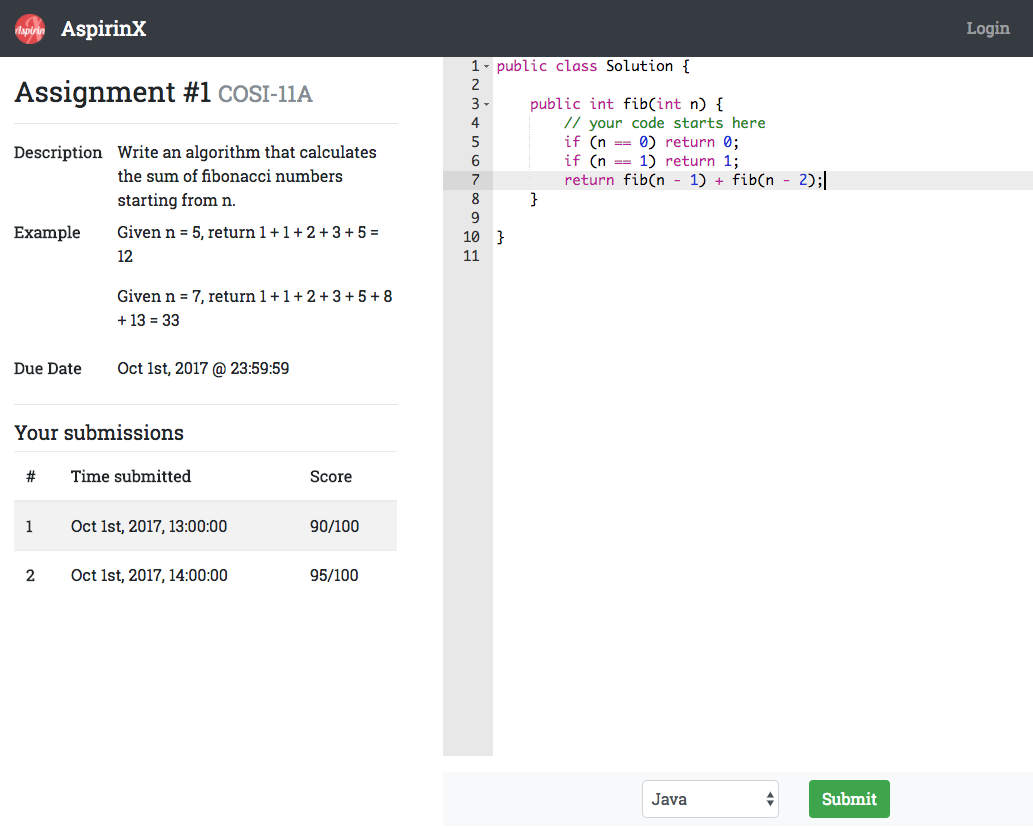 Aspirin AspirinX Login
Assignment #1 COSI-11A
Description Write an algorithm that calculates
the sum of fibonacci numbers
starting from n.
Example Given n = 5, return 1 + 1 + 2 + 3 + 5 =
12
Given n = 7, return 1 + 1 + 2 + 3 + 5 + 8
+ 13 = 33
Due Date Oct 1st, 2017 @ 23:59:59
Your submissions
# Time submitted Score
1 Oct 1st, 2017, 13:00:00 90/100
2 Oct 1st, 2017, 14:00:00 95/100
1 public class Solution {
2
3 public int fib(int n) {
4 // your code starts here
5 if (n == 0) return 0;
6 if (n == 1) return 1;
7 return fib(n - 1) + fib(n - 2);
8 }
9
10 }
11
Java Submit